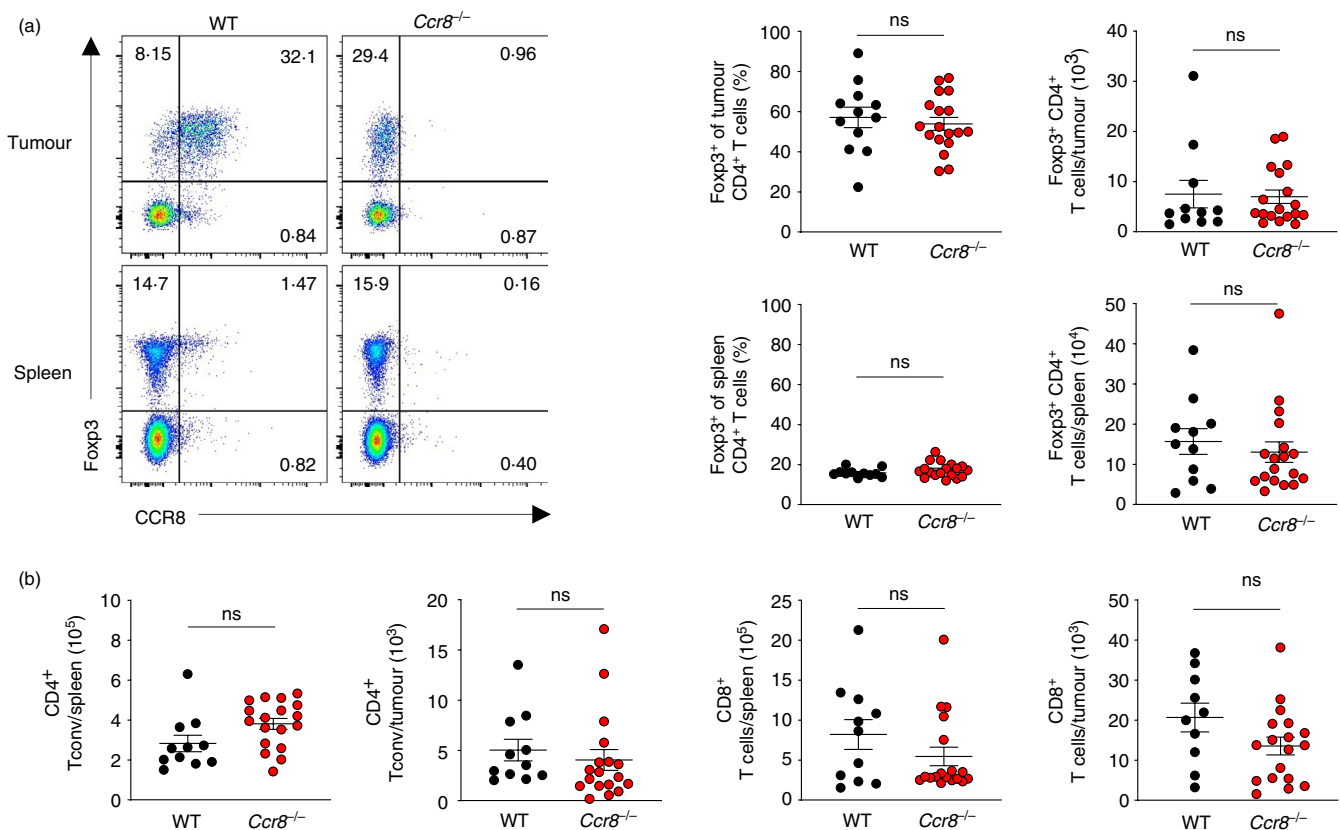 (a)
WT
Ccr8–/–
8·15
32·1
29·4
0·96
Tumour
0·84
0·87
14·7
1·47
15·9
0·16
Spleen
0·82
0·40
Foxp3
CCR8
Foxp3+ of tumour
CD4+ T cells (%)
100
80
60
40
20
0
ns
WT
Ccr8–/–
Foxp3+ CD4+
T cells/tumour (10³)
40
30
20
10
0
ns
WT
Ccr8–/–
Foxp3+ of spleen
CD4+ T cells (%)
100
80
60
40
20
0
ns
WT
Ccr8–/–
Foxp3+ CD4+
T cells/spleen (10⁴)
50
40
30
20
10
0
ns
WT
Ccr8–/–
(b)
CD4+
Tconv/spleen (10⁵)
10
8
6
4
2
0
ns
WT
Ccr8–/–
CD4+
Tconv/tumour (10³)
20
15
10
5
0
ns
WT
Ccr8–/–
CD8+
T cells/spleen (10⁵)
25
20
15
10
5
0
ns
WT
Ccr8–/–
CD8+
T cells/tumour (10³)
50
40
30
20
10
0
ns
WT
Ccr8–/–